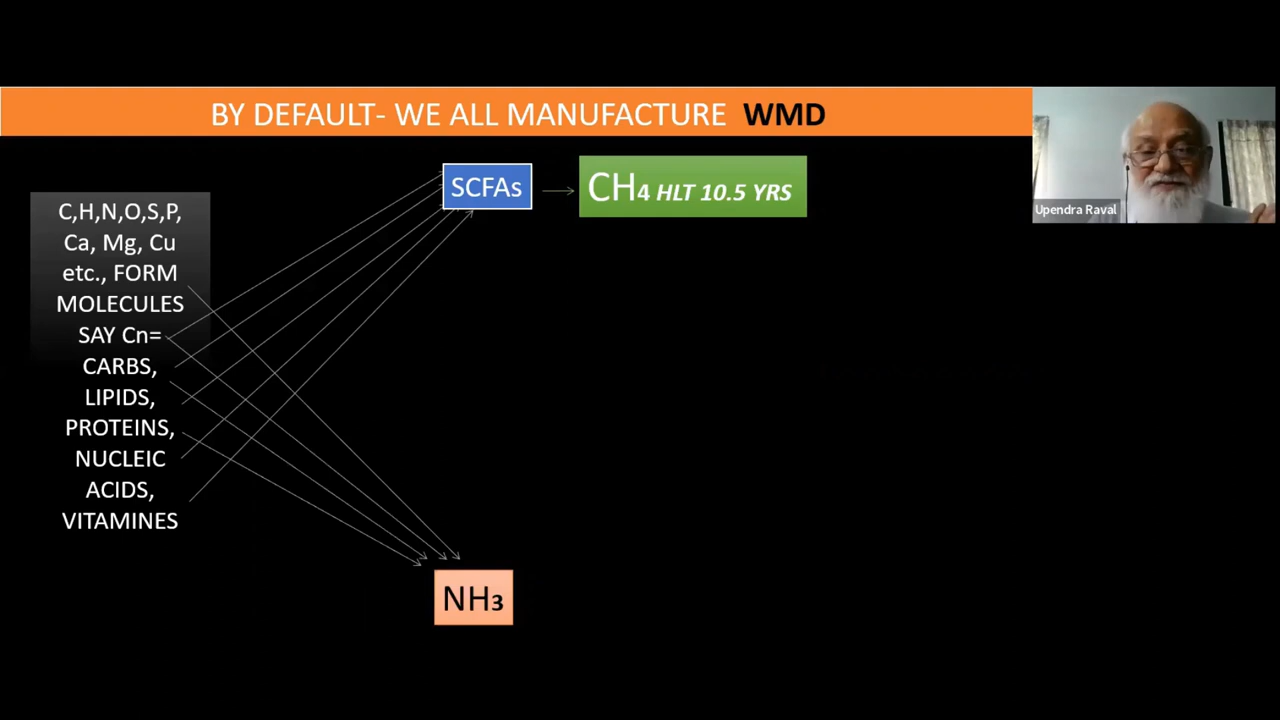 BY DEFAULT- WE ALL MANUFACTURE WMD
SCFAs
CH4 HLT 10.5 YRS
Upendra Raval
C,H,N,O,S,P,
Ca, Mg, Cu
etc., FORM
MOLECULES
SAY Cn=
CARBS,
LIPIDS,
PROTEINS,
NUCLEIC
ACIDS,
VITAMINES
NH3